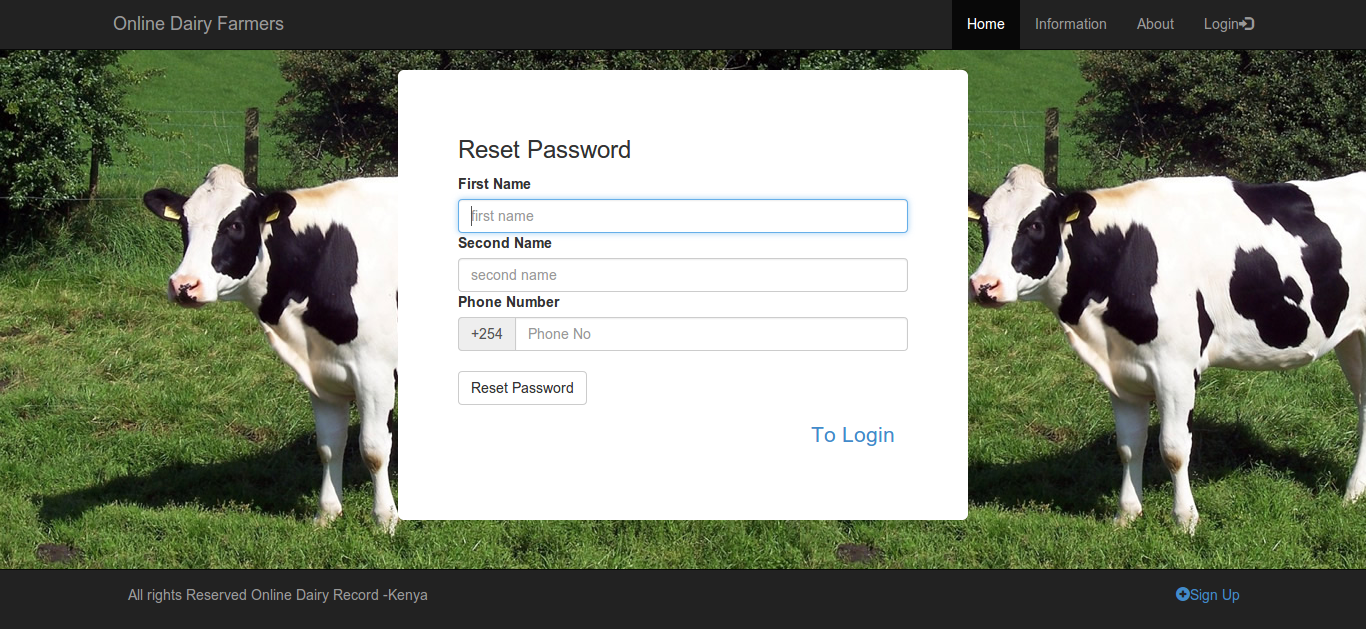 Online Dairy Farmers
Home Information About Login
Reset Password
First Name
first name
Second Name
second name
Phone Number
+254 Phone No
Reset Password
To Login
All rights Reserved Online Dairy Record -Kenya
Sign Up